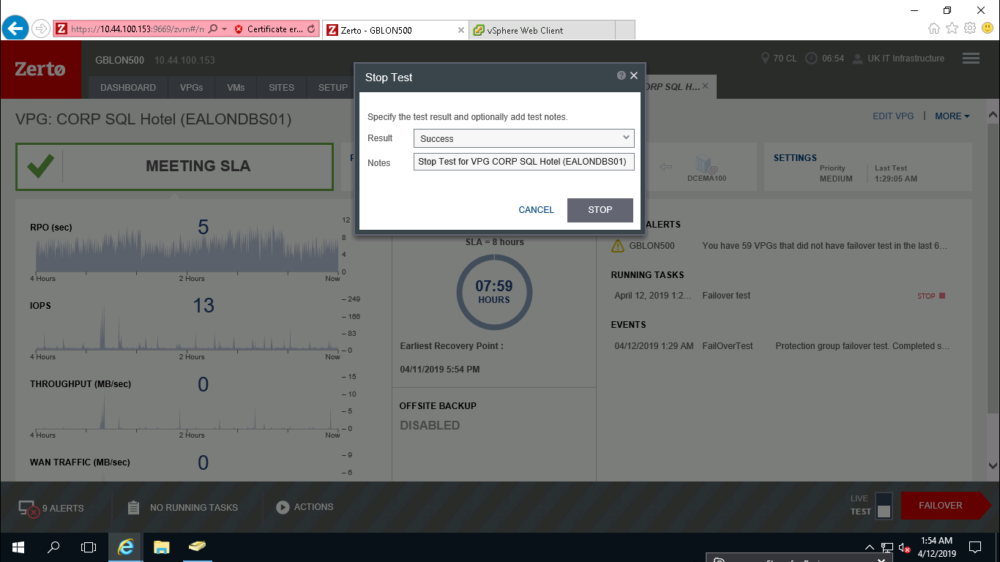 https://10.44.100.153:9669/zvm#/n
Certificate er...
Zerto - GBLON500
vSphere Web Client
Zerto
GBLON500 10.44.100.153
70 CL 06:54 UK IT Infrastructure
DASHBOARD VPGs VMs SITES SETUP
ORP SQL H...
Stop Test
Specify the test result and optionally add test notes.
Result Success
Notes Stop Test for VPG CORP SQL Hotel (EALONDBS01)
CANCEL STOP
VPG: CORP SQL Hotel (EALONDBS01)
EDIT VPG | MORE
MEETING SLA
DCEMA100
SETTINGS
Priority
MEDIUM
Last Test
1:29:05 AM
RPO (sec)
5
12
8
4
0
4 Hours 2 Hours Now
IOPS
13
249
166
83
0
4 Hours 2 Hours Now
THROUGHPUT (MB/sec)
0
15
10
5
0
4 Hours 2 Hours Now
WAN TRAFFIC (MB/sec)
0
9
6
SLA = 8 hours
07:59
HOURS
Earliest Recovery Point :
04/11/2019 5:54 PM
OFFSITE BACKUP
DISABLED
ALERTS
GBLON500 You have 59 VPGs that did not have failover test in the last 6...
RUNNING TASKS
April 12, 2019 1:2... Failover test STOP
EVENTS
04/12/2019 1:29 AM FailOverTest Protection group failover test. Completed s...
9 ALERTS
NO RUNNING TASKS
ACTIONS
LIVE
TEST
FAILOVER
1:54 AM
4/12/2019